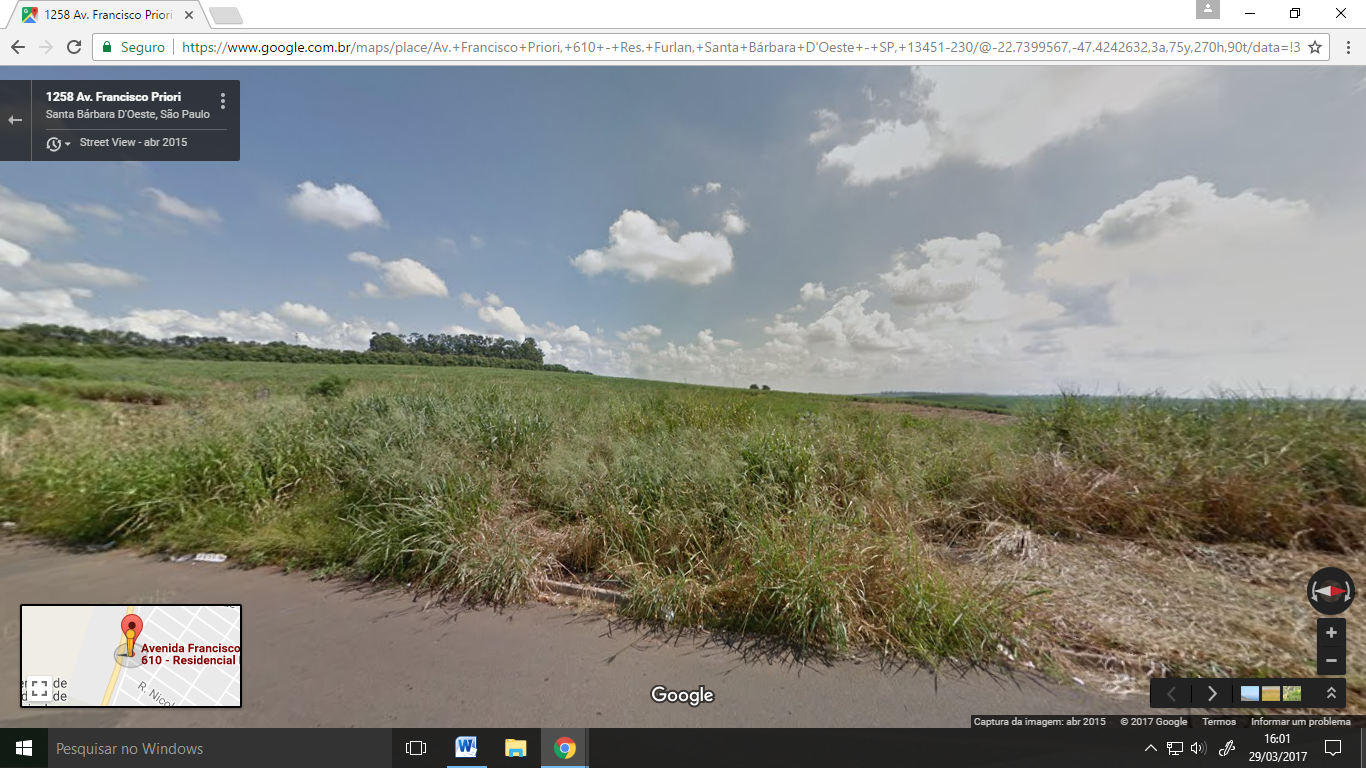 1258 Av. Francisco Priori
Seguro
https://www.google.com.br/maps/place/Av.+Francisco+Priori,+610+-+Res.+Furlan,+Santa+Bárbara+D'Oeste+-+SP,+13451-230/@-22.7399567,-47.4242632,3a,75y,270h,90t/data=!3
1258 Av. Francisco Priori
Santa Bárbara D'Oeste, São Paulo
Street View - abr 2015
Avenida Francisco
610 - Residencial
de
de
R. Nicol
Google
Captura da imagem: abr 2015 © 2017 Google Termos Informar um problema
Pesquisar no Windows
16:01
29/03/2017